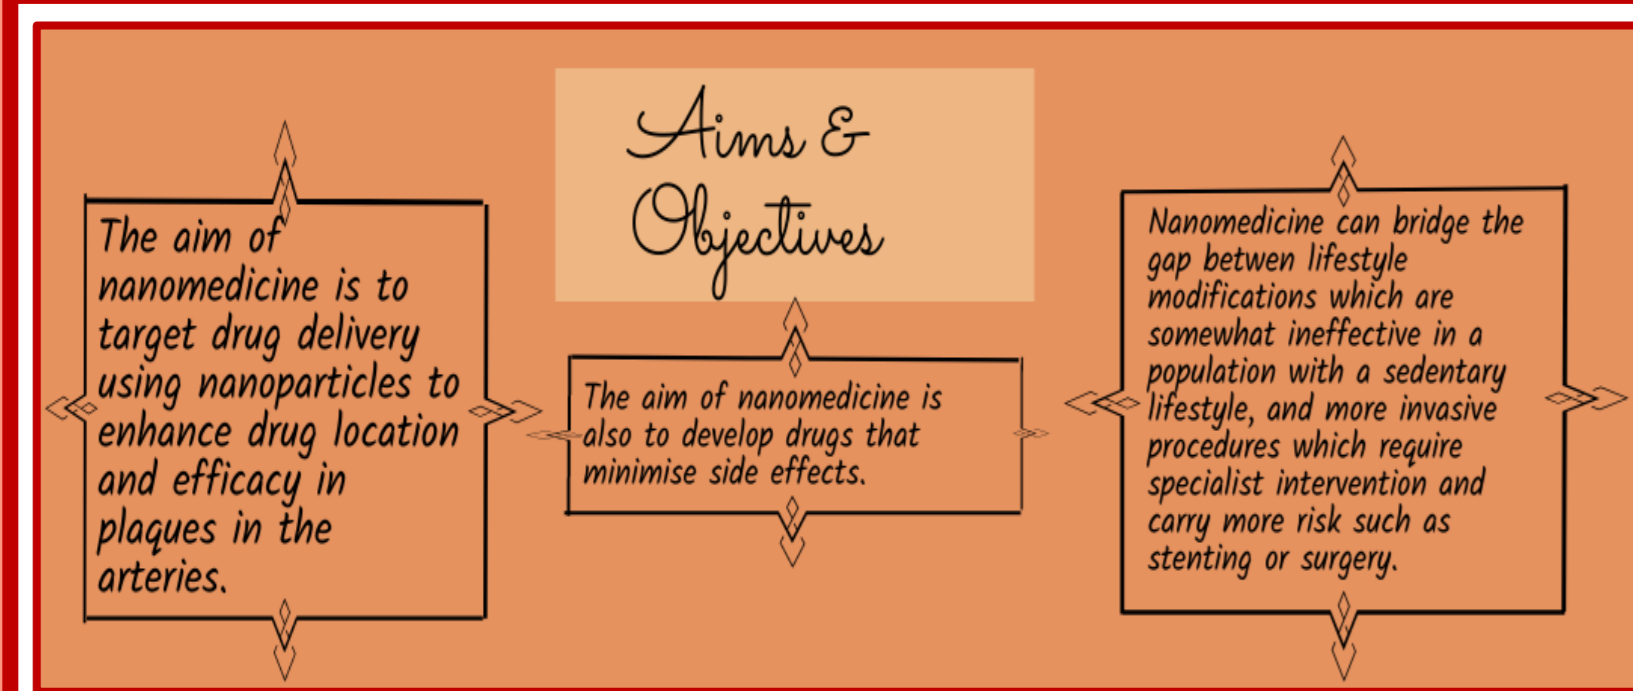 Aims &
Objectives
The aim of
nanomedicine is to
target drug delivery
using nanoparticles to
enhance drug location
and efficacy in
plaques in the
arteries.
The aim of nanomedicine is
also to develop drugs that
minimise side effects.
Nanomedicine can bridge the
gap betwen lifestyle
modifications which are
somewhat ineffective in a
population with a sedentary
lifestyle, and more invasive
procedures which require
specialist intervention and
carry more risk such as
stenting or surgery.